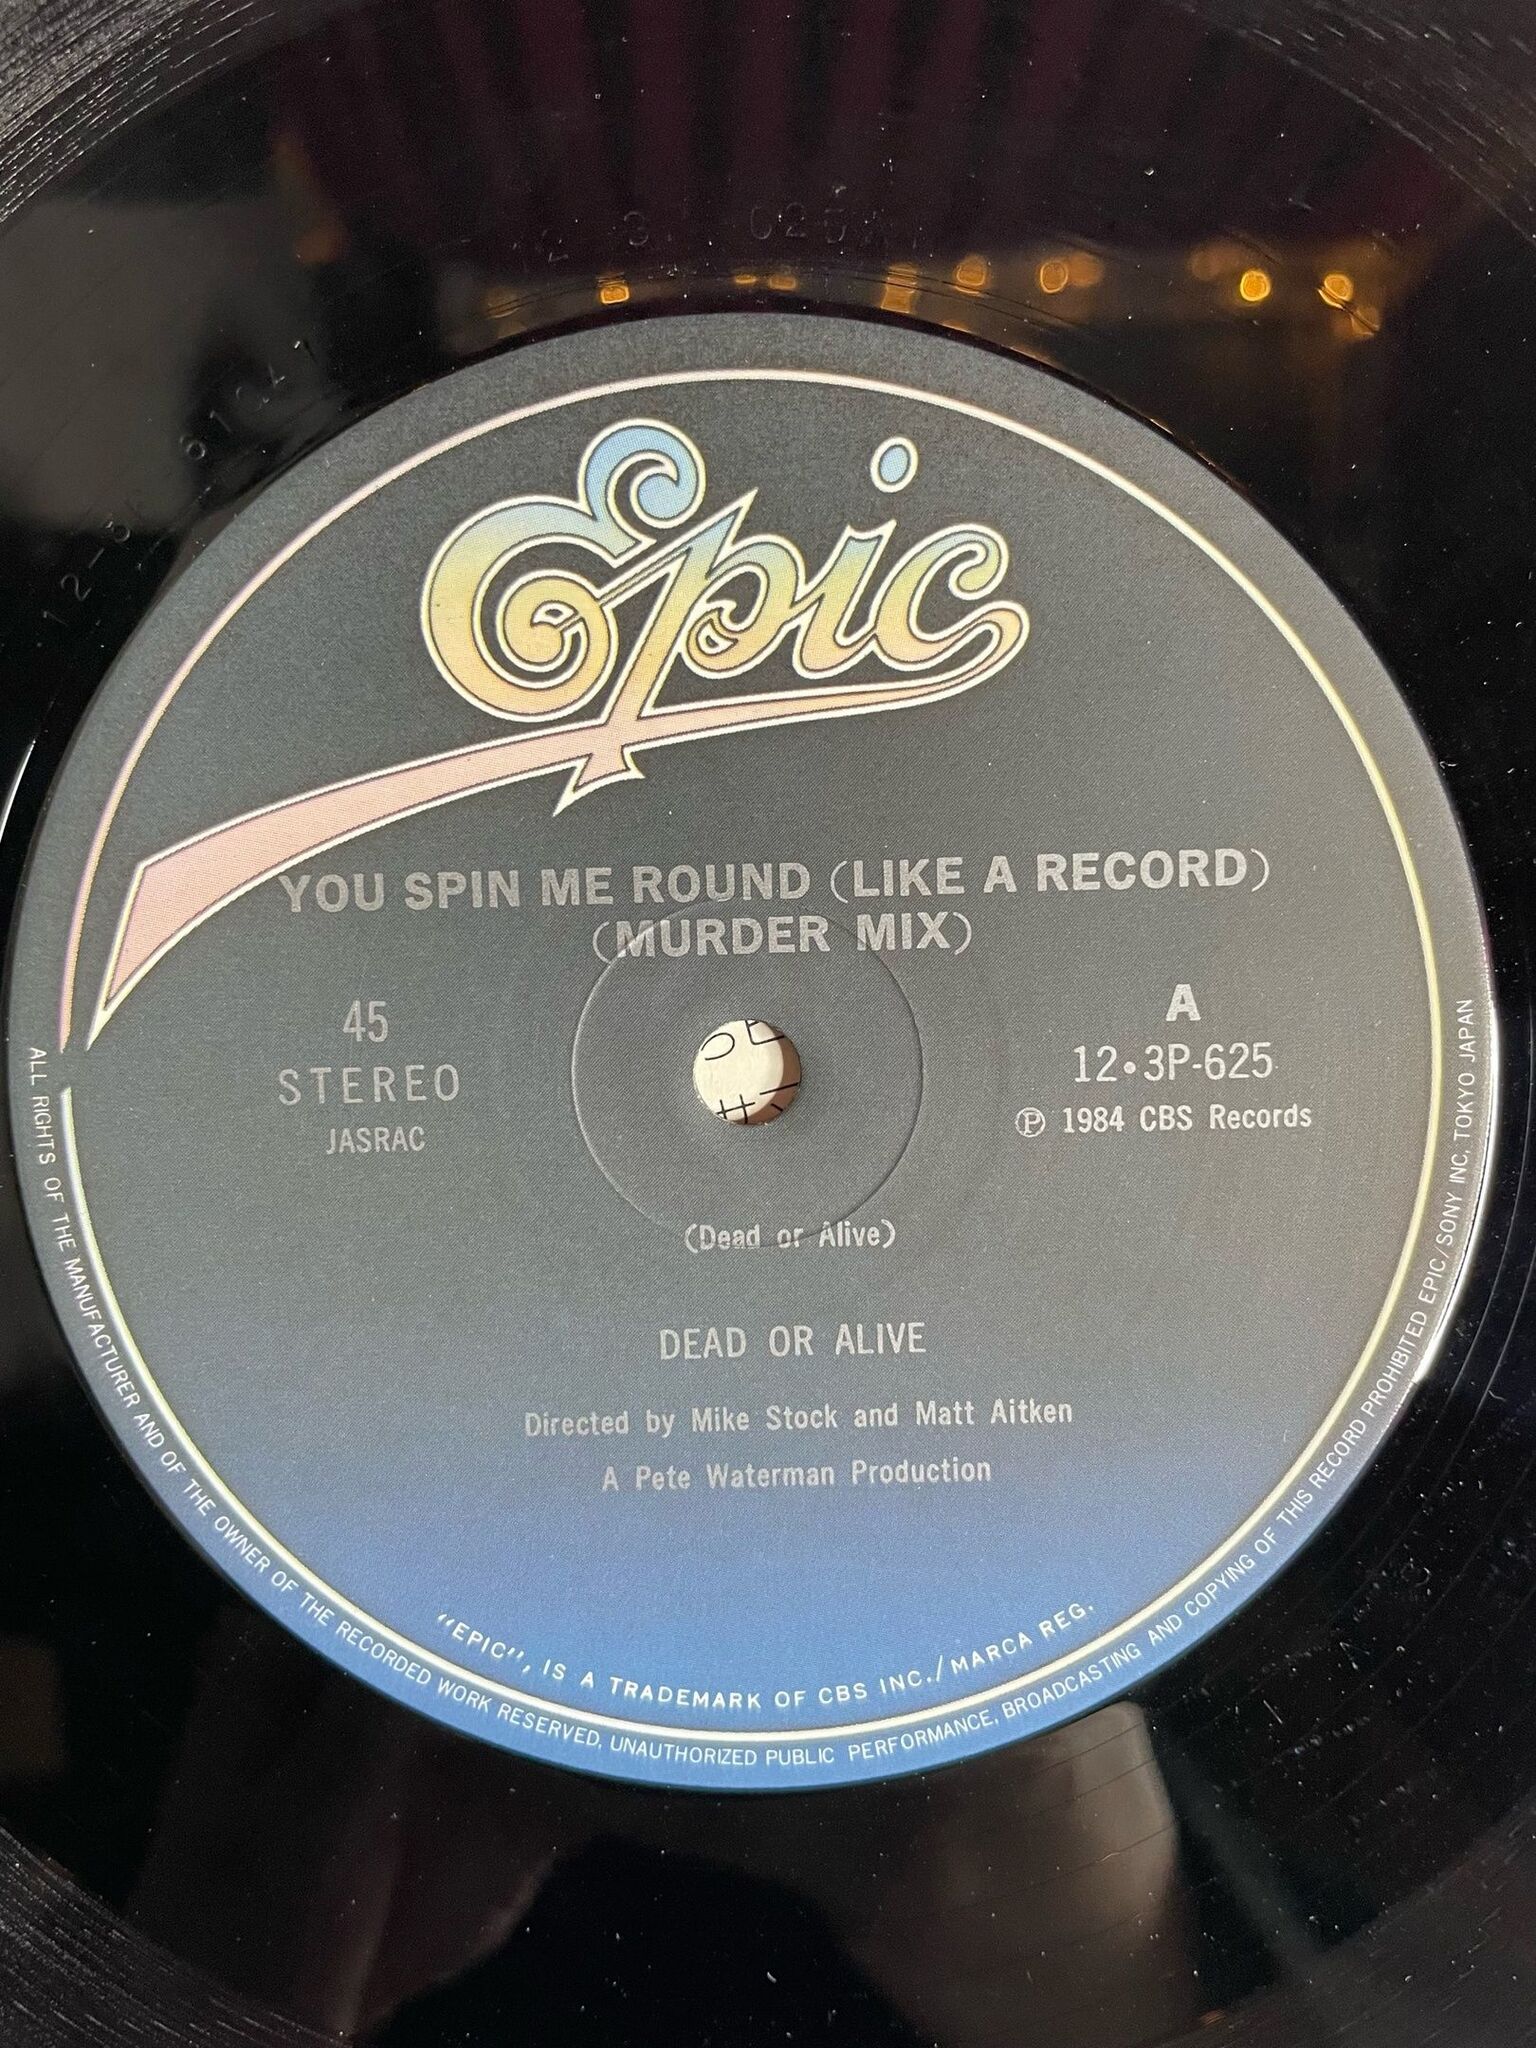 Epic
YOU SPIN ME ROUND (LIKE A RECORD)
(MURDER MIX)
45
STEREO
JASRAC
A
12•3P-625
Ⓟ 1984 CBS Records
(Dead or Alive)
DEAD OR ALIVE
Directed by Mike Stock and Matt Aitken
A Pete Waterman Production
"EPIC", IS A TRADEMARK OF CBS INC./MARCA REG.
ALL RIGHTS OF THE MANUFACTURER AND OF THE OWNER OF THE RECORDED WORK RESERVED, UNAUTHORIZED PUBLIC PERFORMANCE, BROADCASTING AND COPYING OF THIS RECORD PROHIBITED EPIC/SONY INC, TOKYO JAPAN